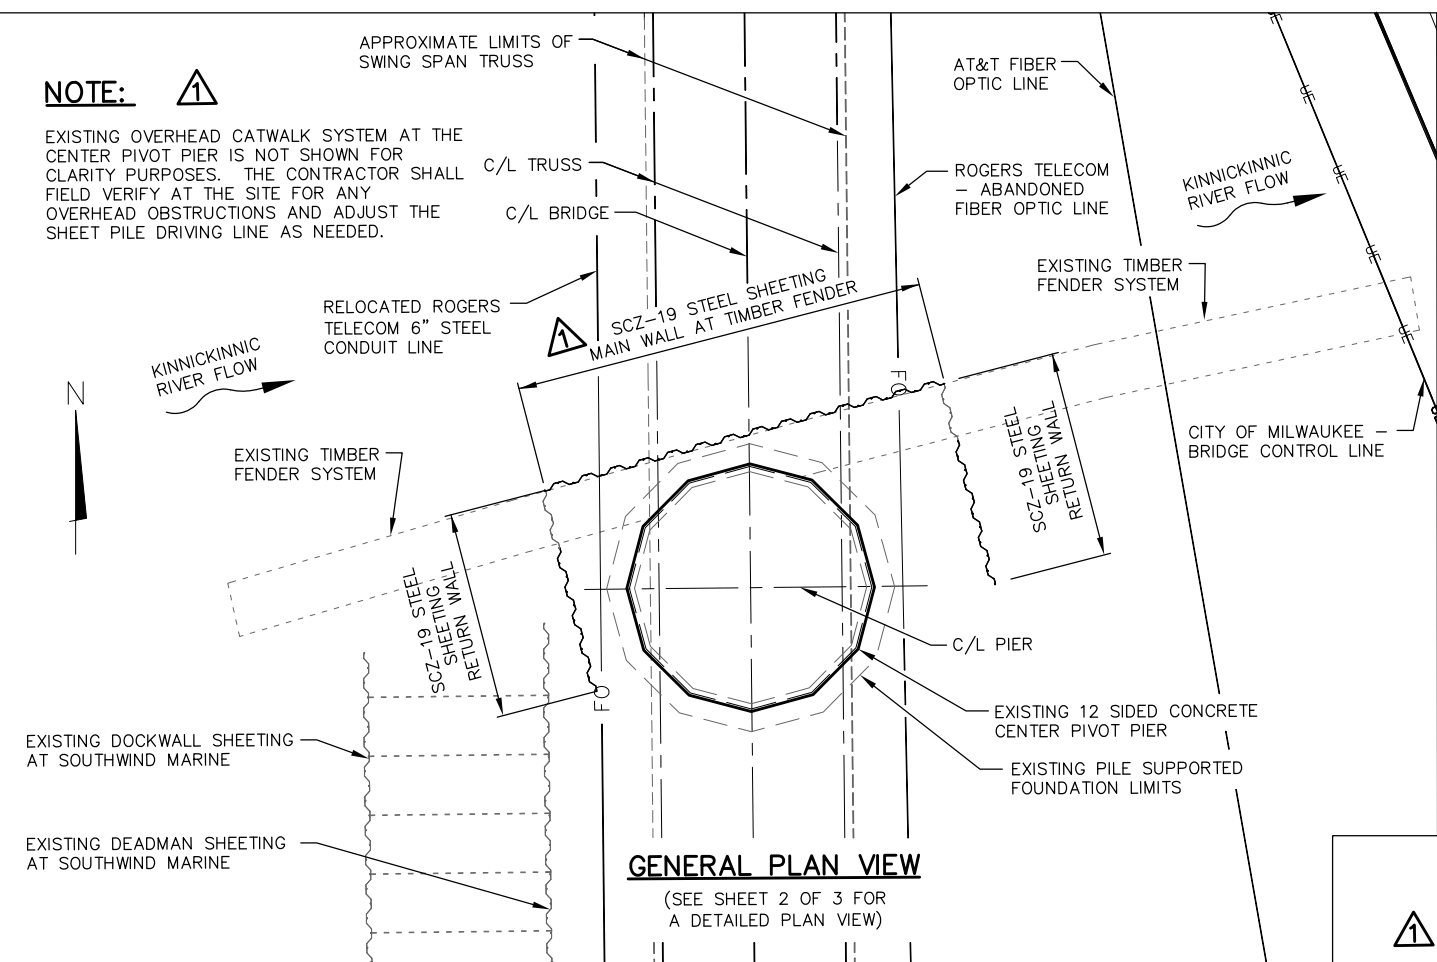 APPROXIMATE LIMITS OF
SWING SPAN TRUSS
NOTE:
1
EXISTING OVERHEAD CATWALK SYSTEM AT THE
CENTER PIVOT PIER IS NOT SHOWN FOR
CLARITY PURPOSES. THE CONTRACTOR SHALL
FIELD VERIFY AT THE SITE FOR ANY
OVERHEAD OBSTRUCTIONS AND ADJUST THE
SHEET PILE DRIVING LINE AS NEEDED.
C/L TRUSS
C/L BRIDGE
AT&T FIBER
OPTIC LINE
ROGERS TELECOM
- ABANDONED
FIBER OPTIC LINE
KINNICKINNIC
RIVER FLOW
UE
UE
UE
UE
UE
EXISTING TIMBER
FENDER SYSTEM
RELOCATED ROGERS
TELECOM 6" STEEL
CONDUIT LINE
1
SCZ-19 STEEL SHEETING
MAIN WALL AT TIMBER FENDER
KINNICKINNIC
RIVER FLOW
N
FO
EXISTING TIMBER
FENDER SYSTEM
SCZ-19 STEEL
SHEETING
RETURN WALL
CITY OF MILWAUKEE -
BRIDGE CONTROL LINE
SCZ-19 STEEL
SHEETING
RETURN WALL
C/L PIER
FO
EXISTING 12 SIDED CONCRETE
CENTER PIVOT PIER
EXISTING DOCKWALL SHEETING
AT SOUTHWIND MARINE
EXISTING PILE SUPPORTED
FOUNDATION LIMITS
EXISTING DEADMAN SHEETING
AT SOUTHWIND MARINE
GENERAL PLAN VIEW
(SEE SHEET 2 OF 3 FOR
A DETAILED PLAN VIEW)
1